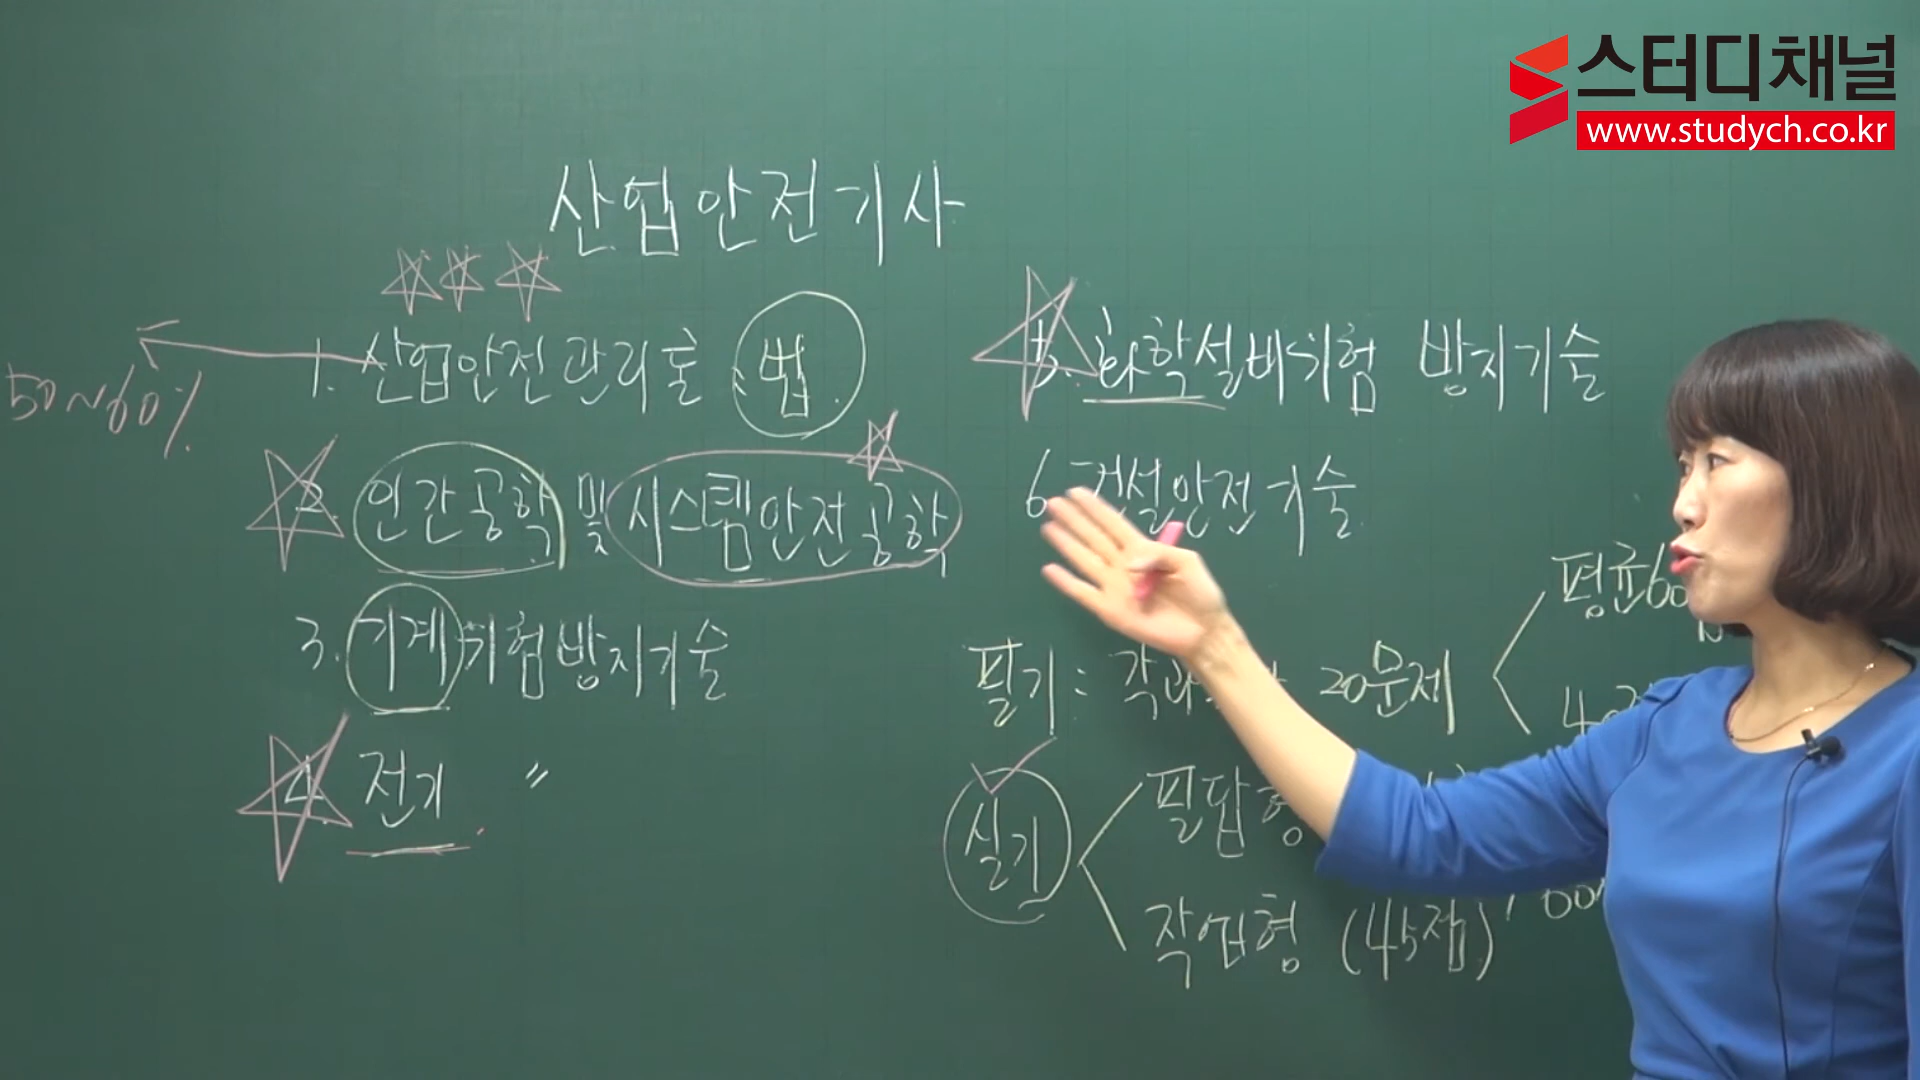 스터디채널
www.studych.co.kr
산업안전기사
1. 산업안전관리론 : 법
50~60%
2. 인간공학 및 시스템안전공학
3. 기계위험방지기술
4. 전기 〃
5. 화학설비위험 방지기술
6. 건설안전기술
필기 : 각과목당 20문제
평균60
실기
필답형
작업형 (45점)